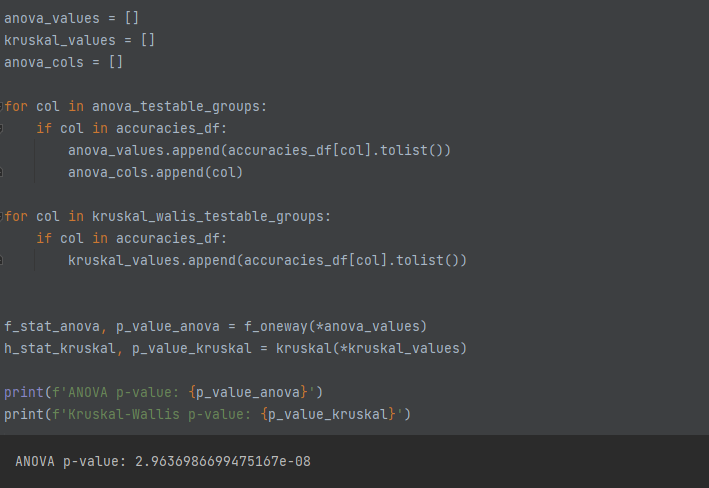 anova_values = []
kruskal_values = []
anova_cols = []
for col in anova_testable_groups:
    if col in accuracies_df:
        anova_values.append(accuracies_df[col].tolist())
        anova_cols.append(col)
for col in kruskal_walis_testable_groups:
    if col in accuracies_df:
        kruskal_values.append(accuracies_df[col].tolist())
f_stat_anova, p_value_anova = f_oneway(*anova_values)
h_stat_kruskal, p_value_kruskal = kruskal(*kruskal_values)
print(f'ANOVA p-value: {p_value_anova}')
print(f'Kruskal-Wallis p-value: {p_value_kruskal}')
ANOVA p-value: 2.9636986699475167e-08